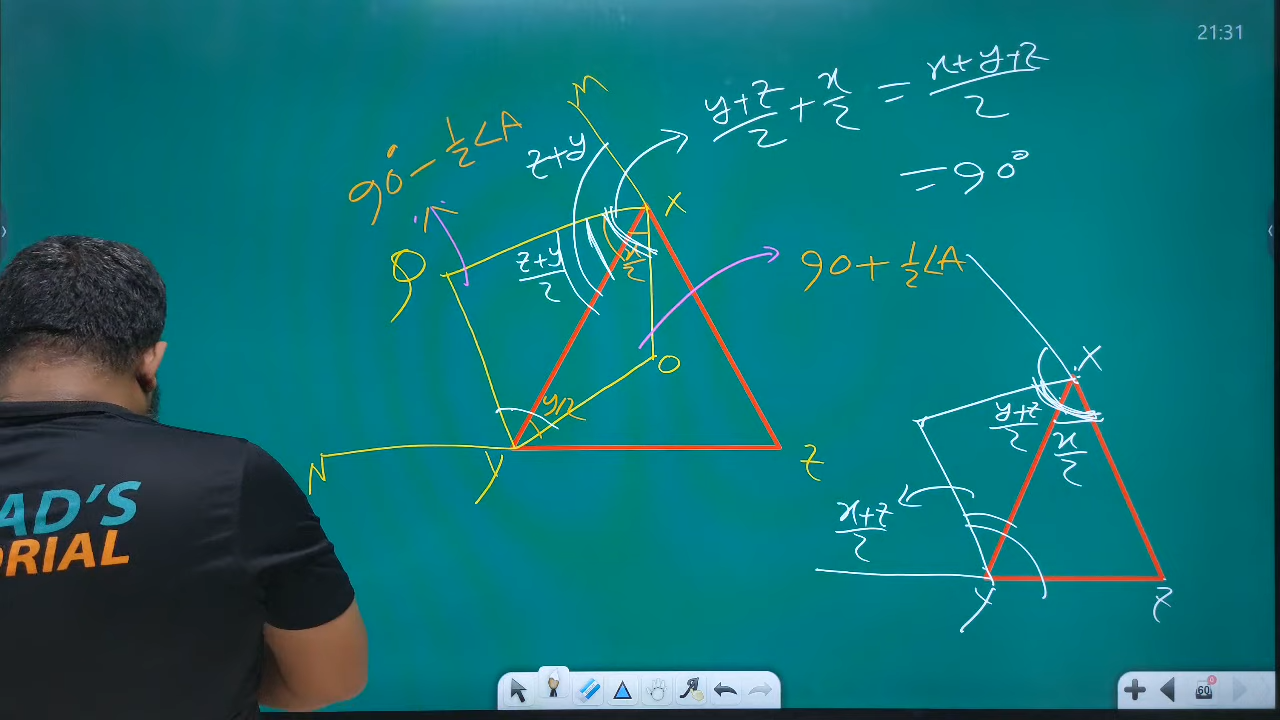 21:31
M
90° - 1/2 ∠A
z+y
(y+z)/2 + x/2 = (x+y+z)/2
= 90°
X
Q
(z+y)/2
x/2
90 + 1/2 ∠A
O
y/2
N
Y
Z
X
(y+z)/2
x/2
(x+z)/2
Y
Z
AD'S
ORIAL
60
0